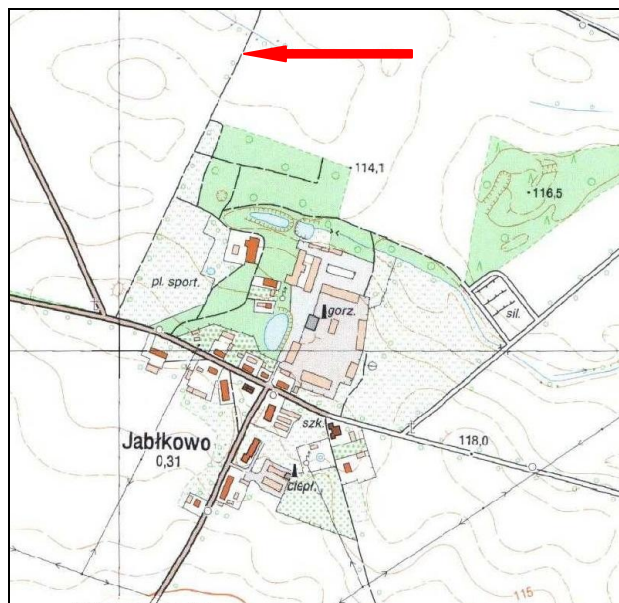 114,1
116,5
pl. sport.
gorz.
sil.
szk.
Jabłkowo
0,31
118,0
ciepł.
115